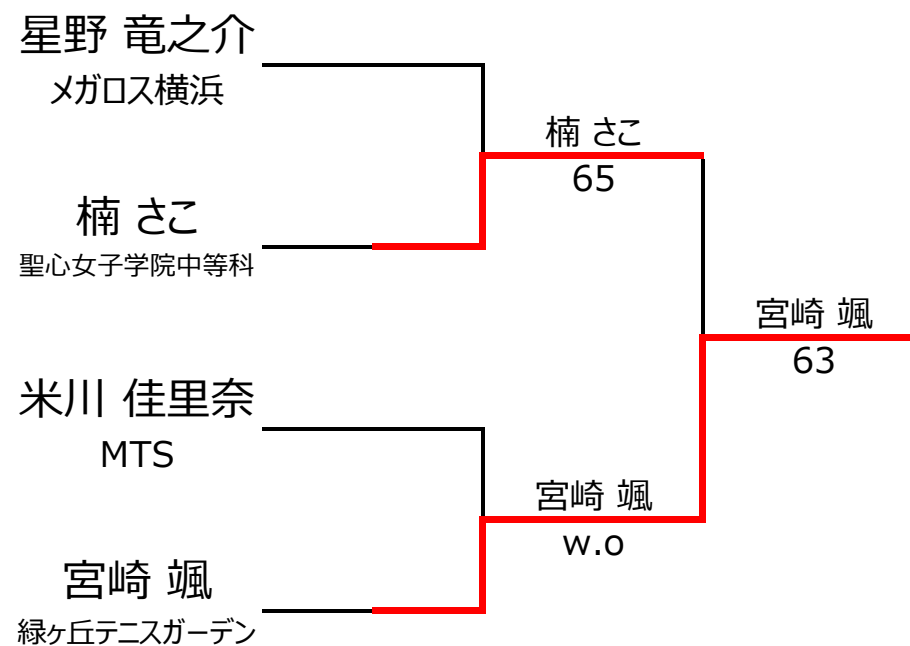 星野 竜之介
メガロス横浜
楠 さこ
65
楠 さこ
聖心女子学院中等科
宮崎 颯
63
米川 佳里奈
MTS
宮崎 颯
w.o
宮崎 颯
緑ヶ丘テニスガーデン